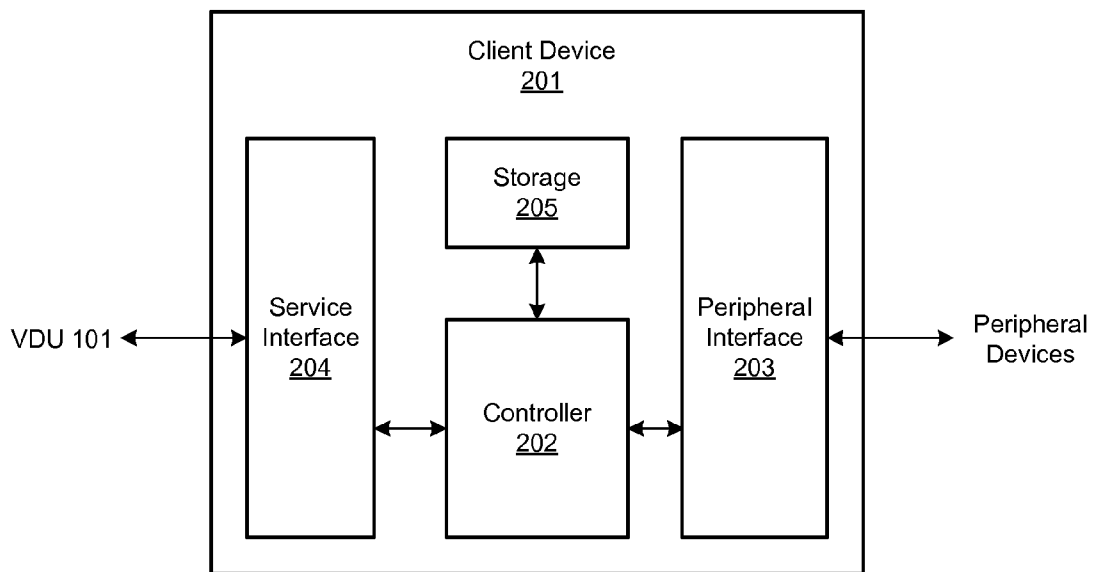 Client Device
201
Storage
205
Service
Interface
204
Peripheral
Interface
203
VDU 101
Peripheral
Devices
Controller
202